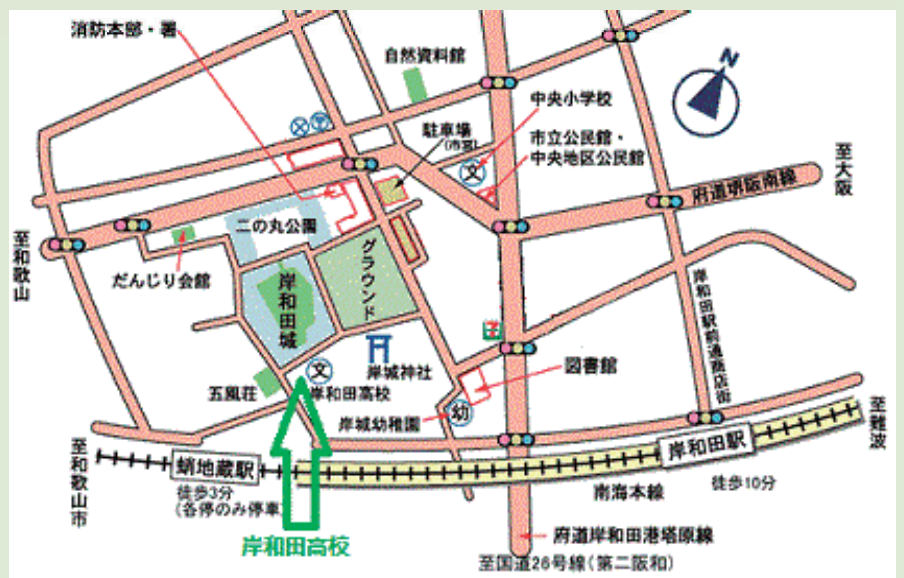 消防本部・署
自然資料館
N
中央小学校
駐車場
(市営)
市立公民館・
中央地区公民館
文
至大阪
府道堺阪南線
二の丸公園
至和歌山
だんじり会館
グラウンド
岸和田城
岸和田駅前通商店街
7
文
岸城神社
図書館
五風荘
岸和田高校
岸城幼稚園
幼
至難波
至和歌山市
岸和田駅
蛸地蔵駅
徒歩3分
(各停のみ停車)
南海本線
徒歩10分
府道岸和田港塔原線
岸和田高校
至国道26号線(第二阪和)